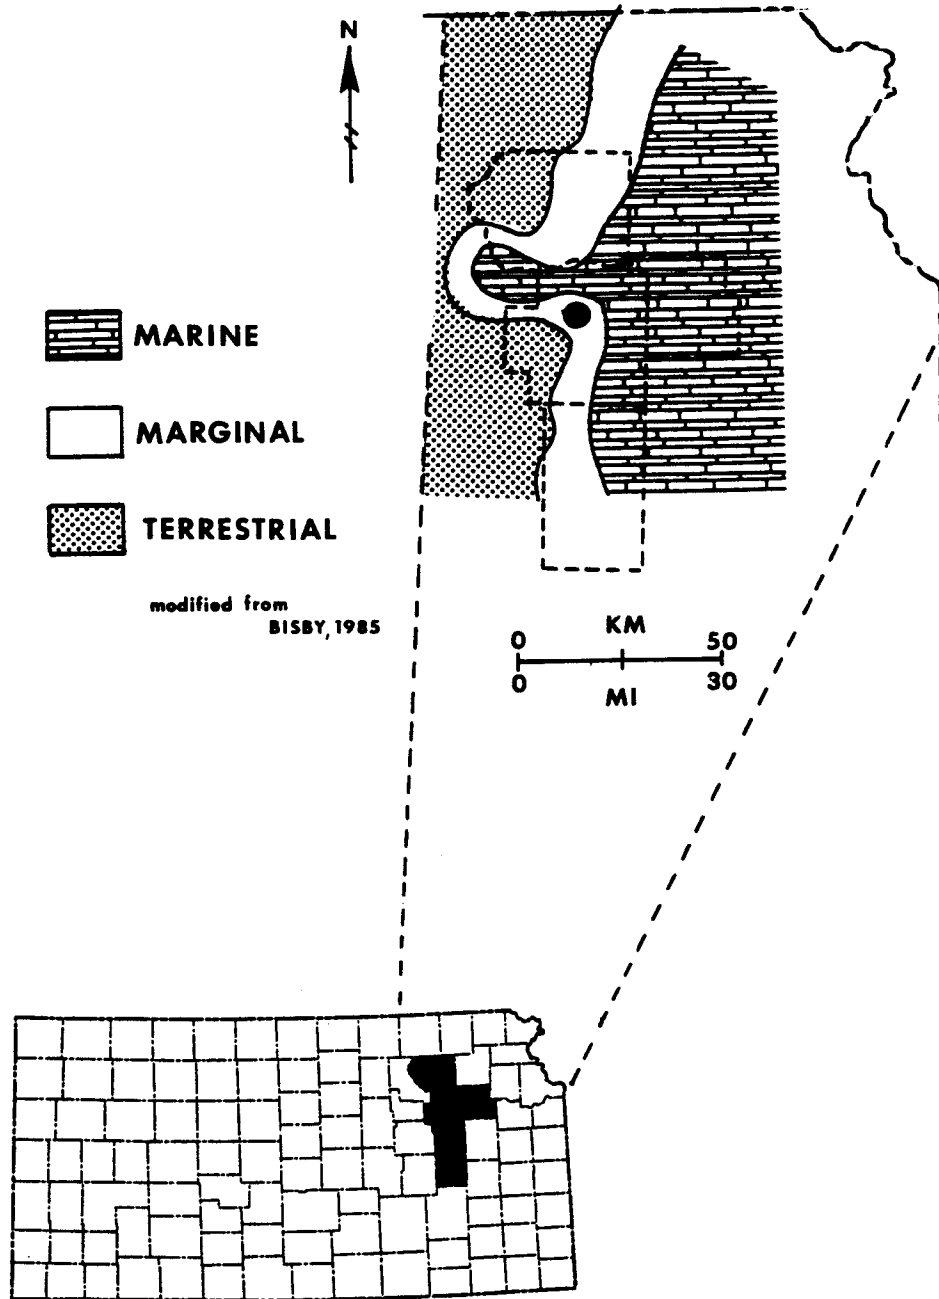 N
MARINE
MARGINAL
TERRESTRIAL
modified from
BISBY, 1985
0 KM 50
0 MI 30